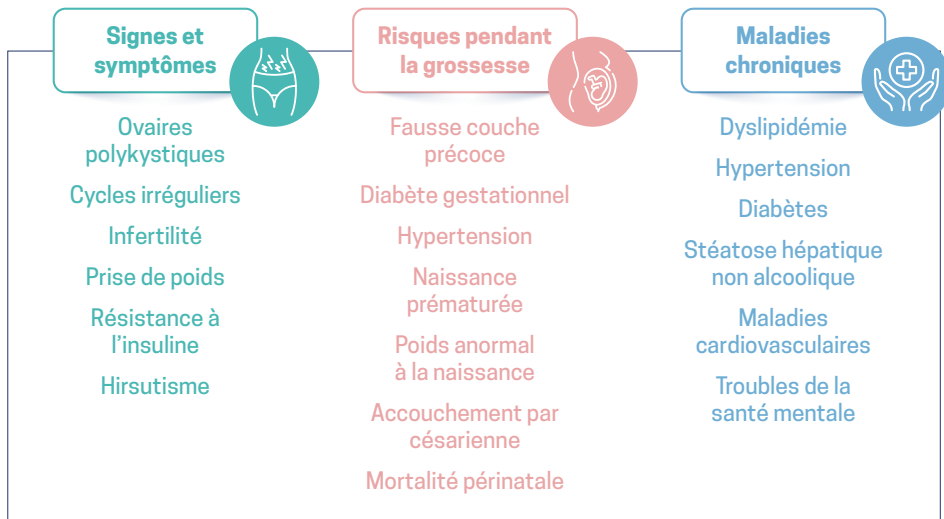 Signes et
symptômes
Ovaires
polykystiques
Cycles irréguliers
Infertilité
Prise de poids
Résistance à
l’insuline
Hirsutisme
Risques pendant
la grossesse
Fausse couche
précoce
Diabète gestationnel
Hypertension
Naissance
prématurée
Poids anormal
à la naissance
Accouchement par
césarienne
Mortalité périnatale
Maladies
chroniques
Dyslipidémie
Hypertension
Diabètes
Stéatose hépatique
non alcoolique
Maladies
cardiovasculaires
Troubles de la
santé mentale